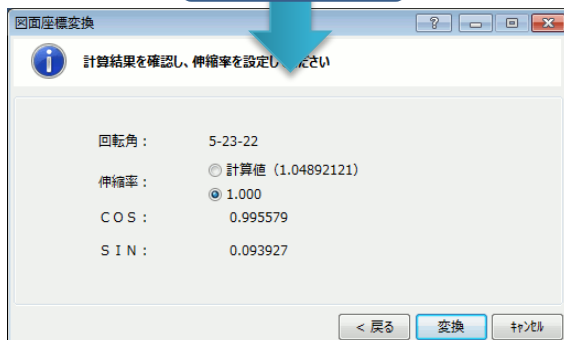 図面座標変換
計算結果を確認し、伸縮率を設定し ださい
回転角： 5-23-22
伸縮率： 計算値（1.04892121）
1.000
ＣＯＳ： 0.995579
ＳＩＮ： 0.093927
< 戻る 変換 ｷｬﾝｾﾙ